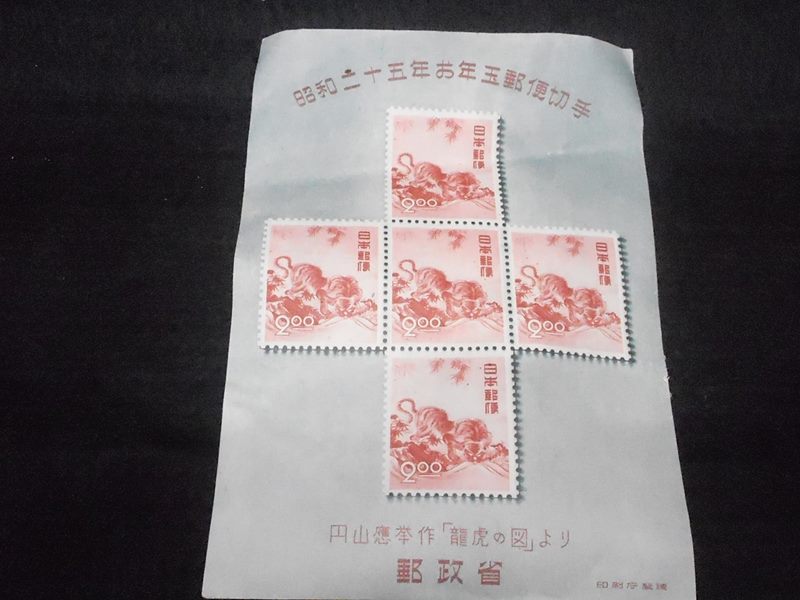 昭和二十五年お年玉郵便切手
日本郵便
2.00
日本郵便
2.00
日本郵便
2.00
日本郵便
2.00
日本郵便
2.00
円山應挙作「龍虎の図」より
郵政省
印刷庁製造